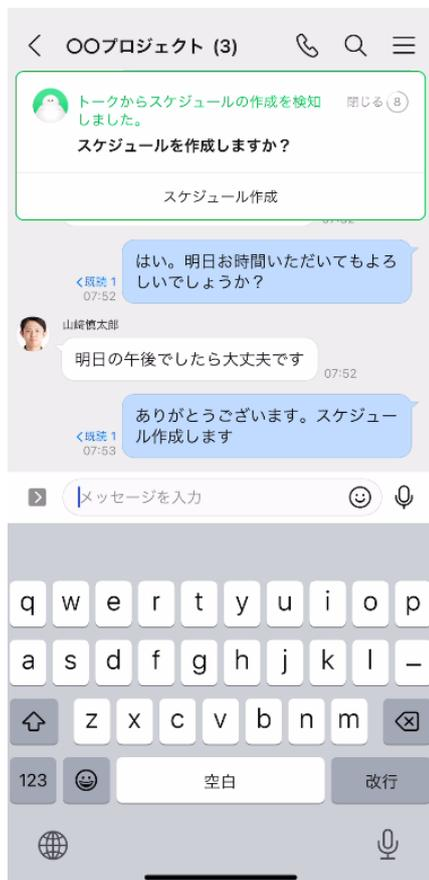 〇〇プロジェクト (3)
トークからスケジュールの作成を検知
しました。
閉じる 8
スケジュールを作成しますか？
スケジュール作成
はい。明日お時間いただいてもよろ
しいでしょうか？
既読 1
07:52
山﨑慎太郎
明日の午後でしたら大丈夫です
07:52
ありがとうございます。スケジュー
ル作成します
既読 1
07:53
メッセージを入力
q w e r t y u i o p
a s d f g h j k l ー
z x c v b n m
123 空白 改行